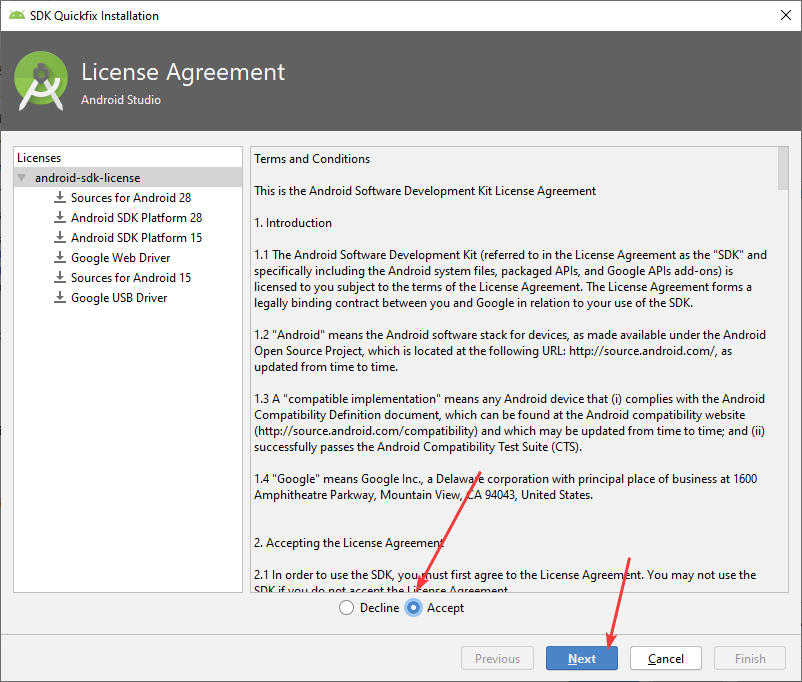 SDK Quickfix Installation
License Agreement
Android Studio
Licenses
android-sdk-license
Sources for Android 28
Android SDK Platform 28
Android SDK Platform 15
Google Web Driver
Sources for Android 15
Google USB Driver
Terms and Conditions
This is the Android Software Development Kit License Agreement
1. Introduction
1.1 The Android Software Development Kit (referred to in the License Agreement as the "SDK" and
specifically including the Android system files, packaged APIs, and Google APIs add-ons) is
licensed to you subject to the terms of the License Agreement. The License Agreement forms a
legally binding contract between you and Google in relation to your use of the SDK.
1.2 "Android" means the Android software stack for devices, as made available under the Android
Open Source Project, which is located at the following URL: http://source.android.com/, as
updated from time to time.
1.3 A "compatible implementation" means any Android device that (i) complies with the Android
Compatibility Definition document, which can be found at the Android compatibility website
(http://source.android.com/compatibility) and which may be updated from time to time; and (ii)
successfully passes the Android Compatibility Test Suite (CTS).
1.4 "Google" means Google Inc., a Delaware corporation with principal place of business at 1600
Amphitheatre Parkway, Mountain View, CA 94043, United States.
2. Accepting the License Agreement
2.1 In order to use the SDK, you must first agree to the License Agreement. You may not use the
SDK if you do not accept the License Agreement.
Decline Accept
Previous Next Cancel Finish